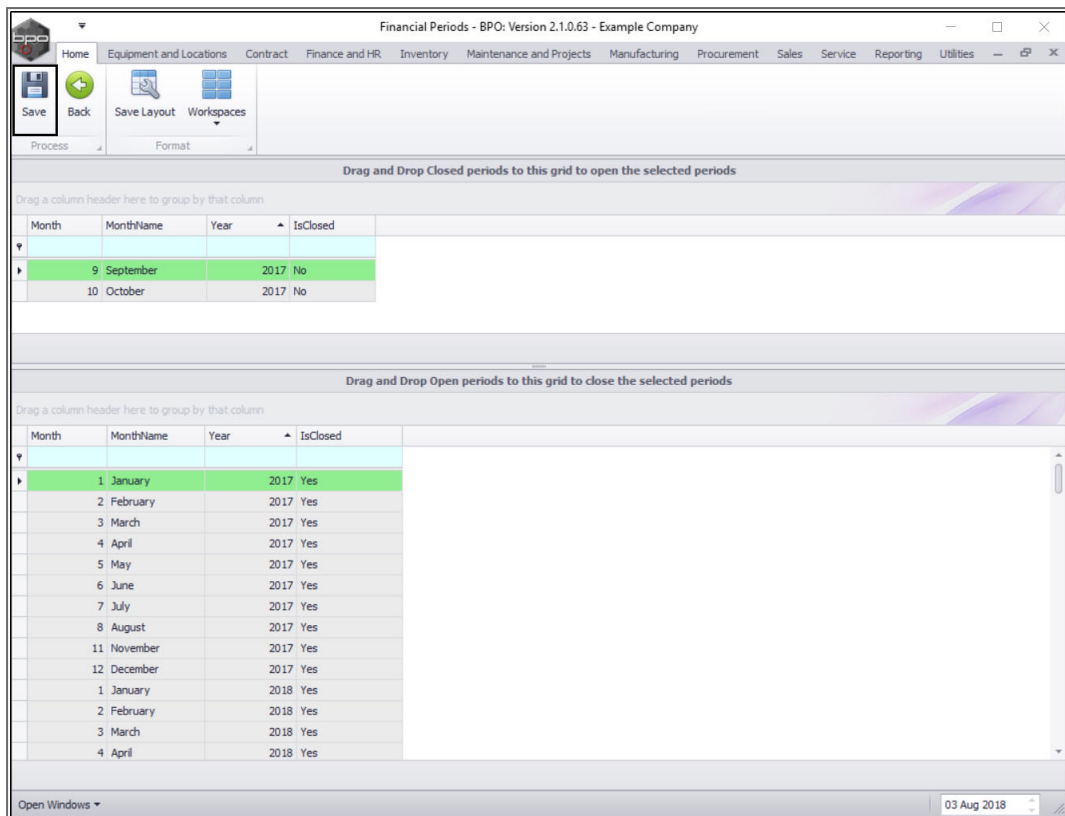 Financial Periods - BPO: Version 2.1.0.63 - Example Company
bpo
Home Equipment and Locations Contract Finance and HR Inventory Maintenance and Projects Manufacturing Procurement Sales Service Reporting Utilities
Save Back Save Layout Workspaces
Process Format
Drag and Drop Closed periods to this grid to open the selected periods
Drag a column header here to group by that column
Month MonthName Year IsClosed
9 September 2017 No
10 October 2017 No
Drag and Drop Open periods to this grid to close the selected periods
Drag a column header here to group by that column
Month MonthName Year IsClosed
1 January 2017 Yes
2 February 2017 Yes
3 March 2017 Yes
4 April 2017 Yes
5 May 2017 Yes
6 June 2017 Yes
7 July 2017 Yes
8 August 2017 Yes
11 November 2017 Yes
12 December 2017 Yes
1 January 2018 Yes
2 February 2018 Yes
3 March 2018 Yes
4 April 2018 Yes
Open Windows 03 Aug 2018